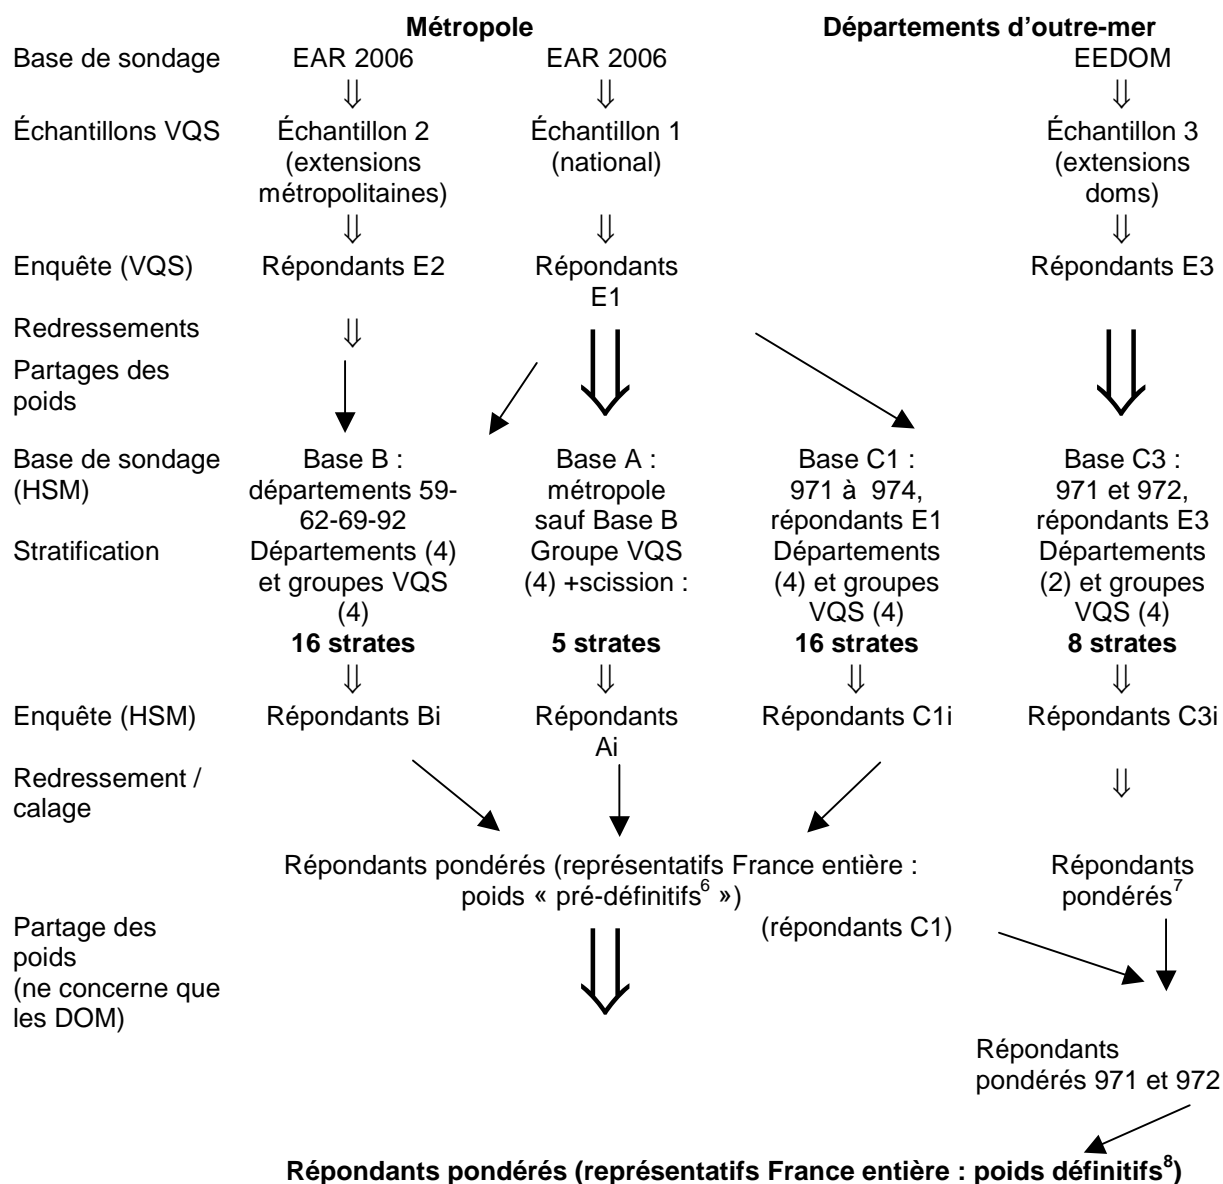 Métropole Départements d'outre-mer
Base de sondage EAR 2006 EAR 2006 EEDOM
⇓ ⇓ ⇓
Échantillons VQS Échantillon 2 Échantillon 1 Échantillon 3
(extensions (national) (extensions
métropolitaines) doms)
⇓ ⇓ ⇓
Enquête (VQS) Répondants E2 Répondants Répondants E3
E1
Redressements ⇓
Partages des
poids
Base de sondage Base B : Base A : Base C1 : Base C3 :
(HSM) départements 59- métropole 971 à 974, 971 et 972,
62-69-92 sauf Base B répondants E1 répondants E3
Stratification Départements (4) Groupe VQS Départements Départements
et groupes VQS (4) +scission : (4) et groupes (2) et groupes
(4) VQS (4) VQS (4)
16 strates 5 strates 16 strates 8 strates
⇓ ⇓ ⇓ ⇓
Enquête (HSM) Répondants Bi Répondants Répondants C1i Répondants C3i
Ai
Redressement / ⇓
calage
Répondants pondérés (représentatifs France entière : Répondants
poids « pré-définitifs6 ») pondérés7
Partage des (répondants C1)
poids
(ne concerne que
les DOM)
Répondants
pondérés 971 et 972
Répondants pondérés (représentatifs France entière : poids définitifs8)